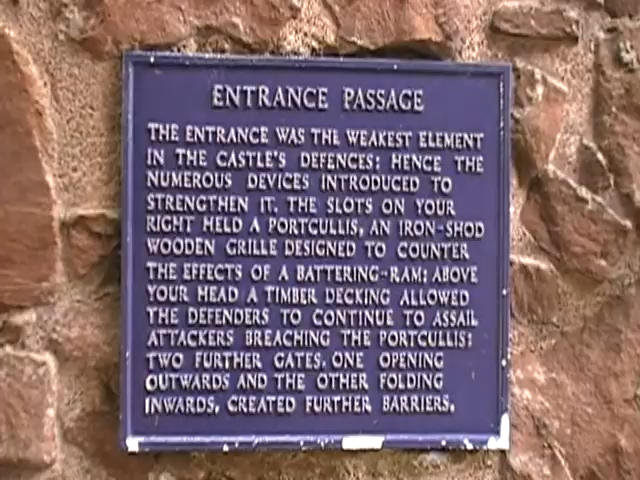 ENTRANCE PASSAGE
THE ENTRANCE WAS THE WEAKEST ELEMENT
IN THE CASTLE'S DEFENCES: HENCE THE
NUMEROUS DEVICES INTRODUCED TO
STRENGTHEN IT. THE SLOTS ON YOUR
RIGHT HELD A PORTCULLIS, AN IRON-SHOD
WOODEN GRILLE DESIGNED TO COUNTER
THE EFFECTS OF A BATTERING-RAM: ABOVE
YOUR HEAD A TIMBER DECKING ALLOWED
THE DEFENDERS TO CONTINUE TO ASSAIL
ATTACKERS BREACHING THE PORTCULLIS:
TWO FURTHER GATES, ONE OPENING
OUTWARDS AND THE OTHER FOLDING
INWARDS, CREATED FURTHER BARRIERS.